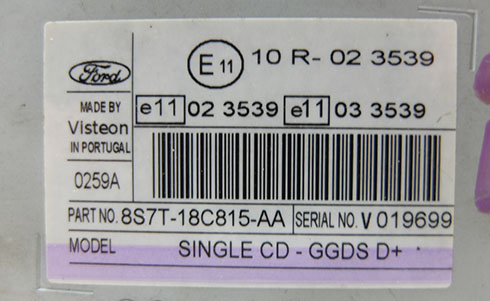 Ford
E 11 10 R- 02 3539
MADE BY
Visteon
IN PORTUGAL
e11 02 3539 e11 03 3539
0259A
PART NO. 8S7T-18C815-AA SERIAL NO. V 019699
MODEL SINGLE CD - GGDS D+